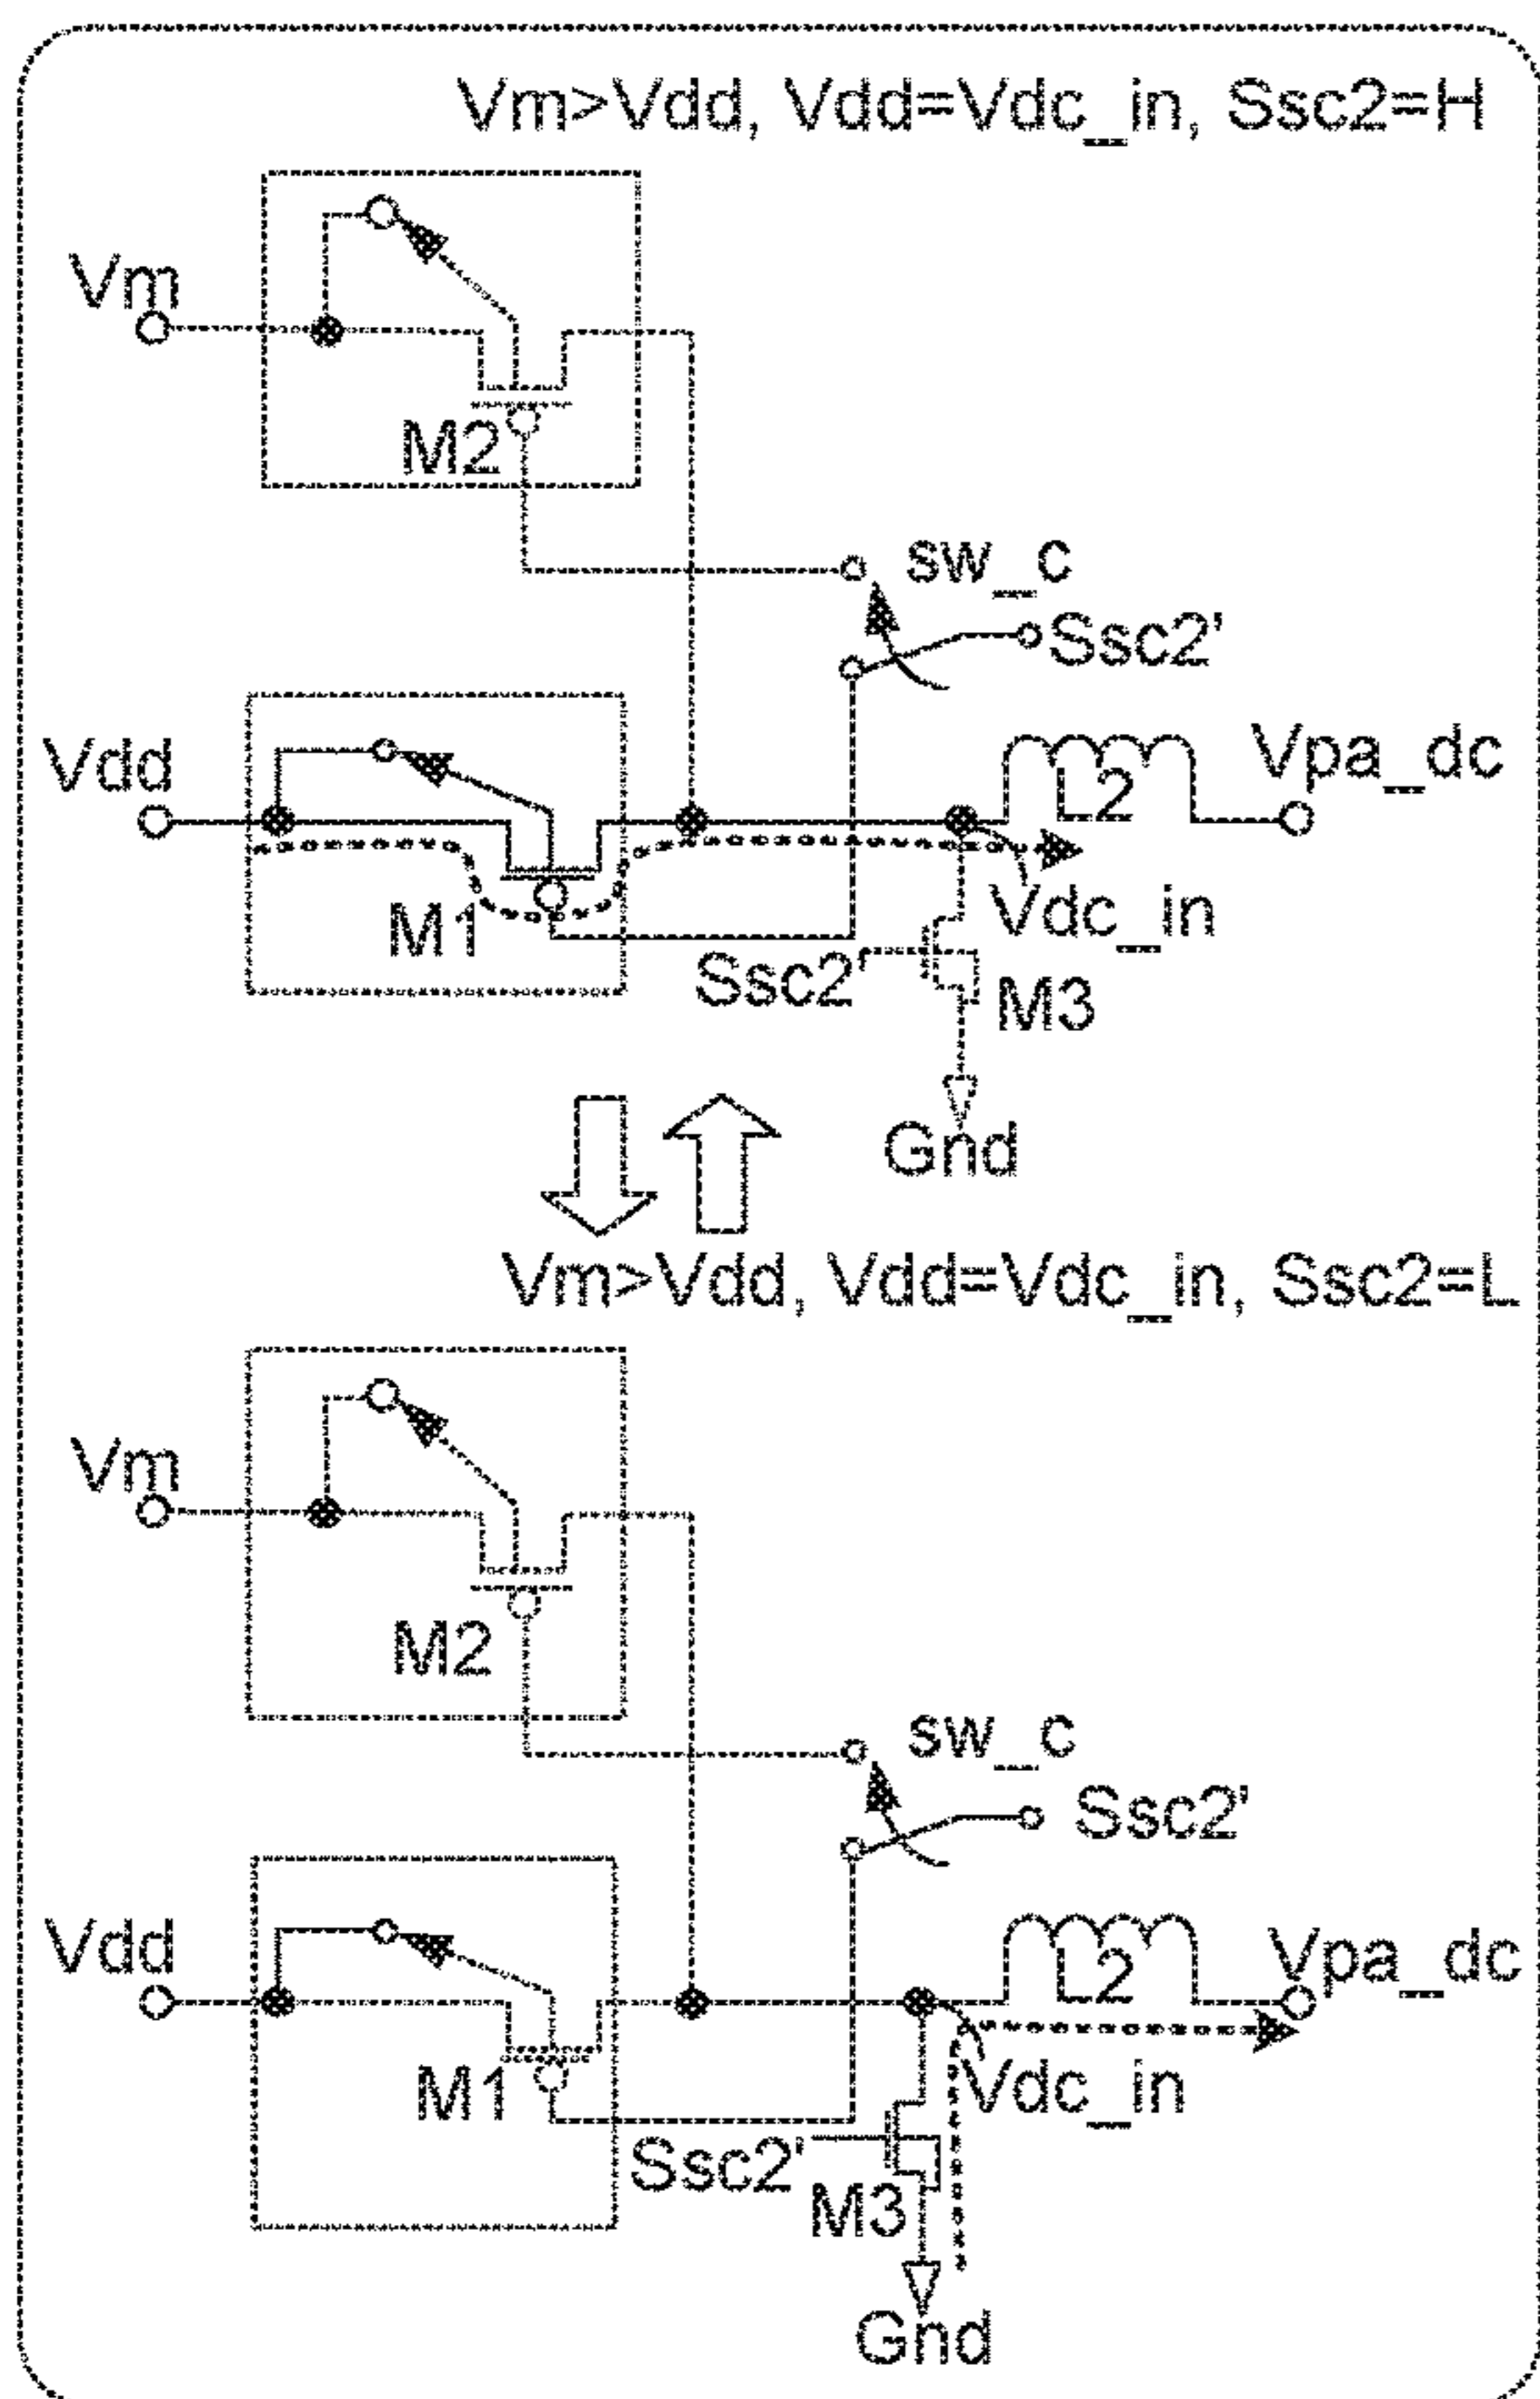 Vm>Vdd, Vdd=Vdc_in, Ssc2=H
Vm
M2
sw_c
Ssc2'
Vdd
L2
Vpa_dc
M1
Vdc_in
Ssc2'
M3
Gnd
Vm>Vdd, Vdd=Vdc_in, Ssc2=L
Vm
M2
sw_c
Ssc2'
Vdd
L2
Vpa_dc
M1
Vdc_in
Ssc2'
M3
Gnd